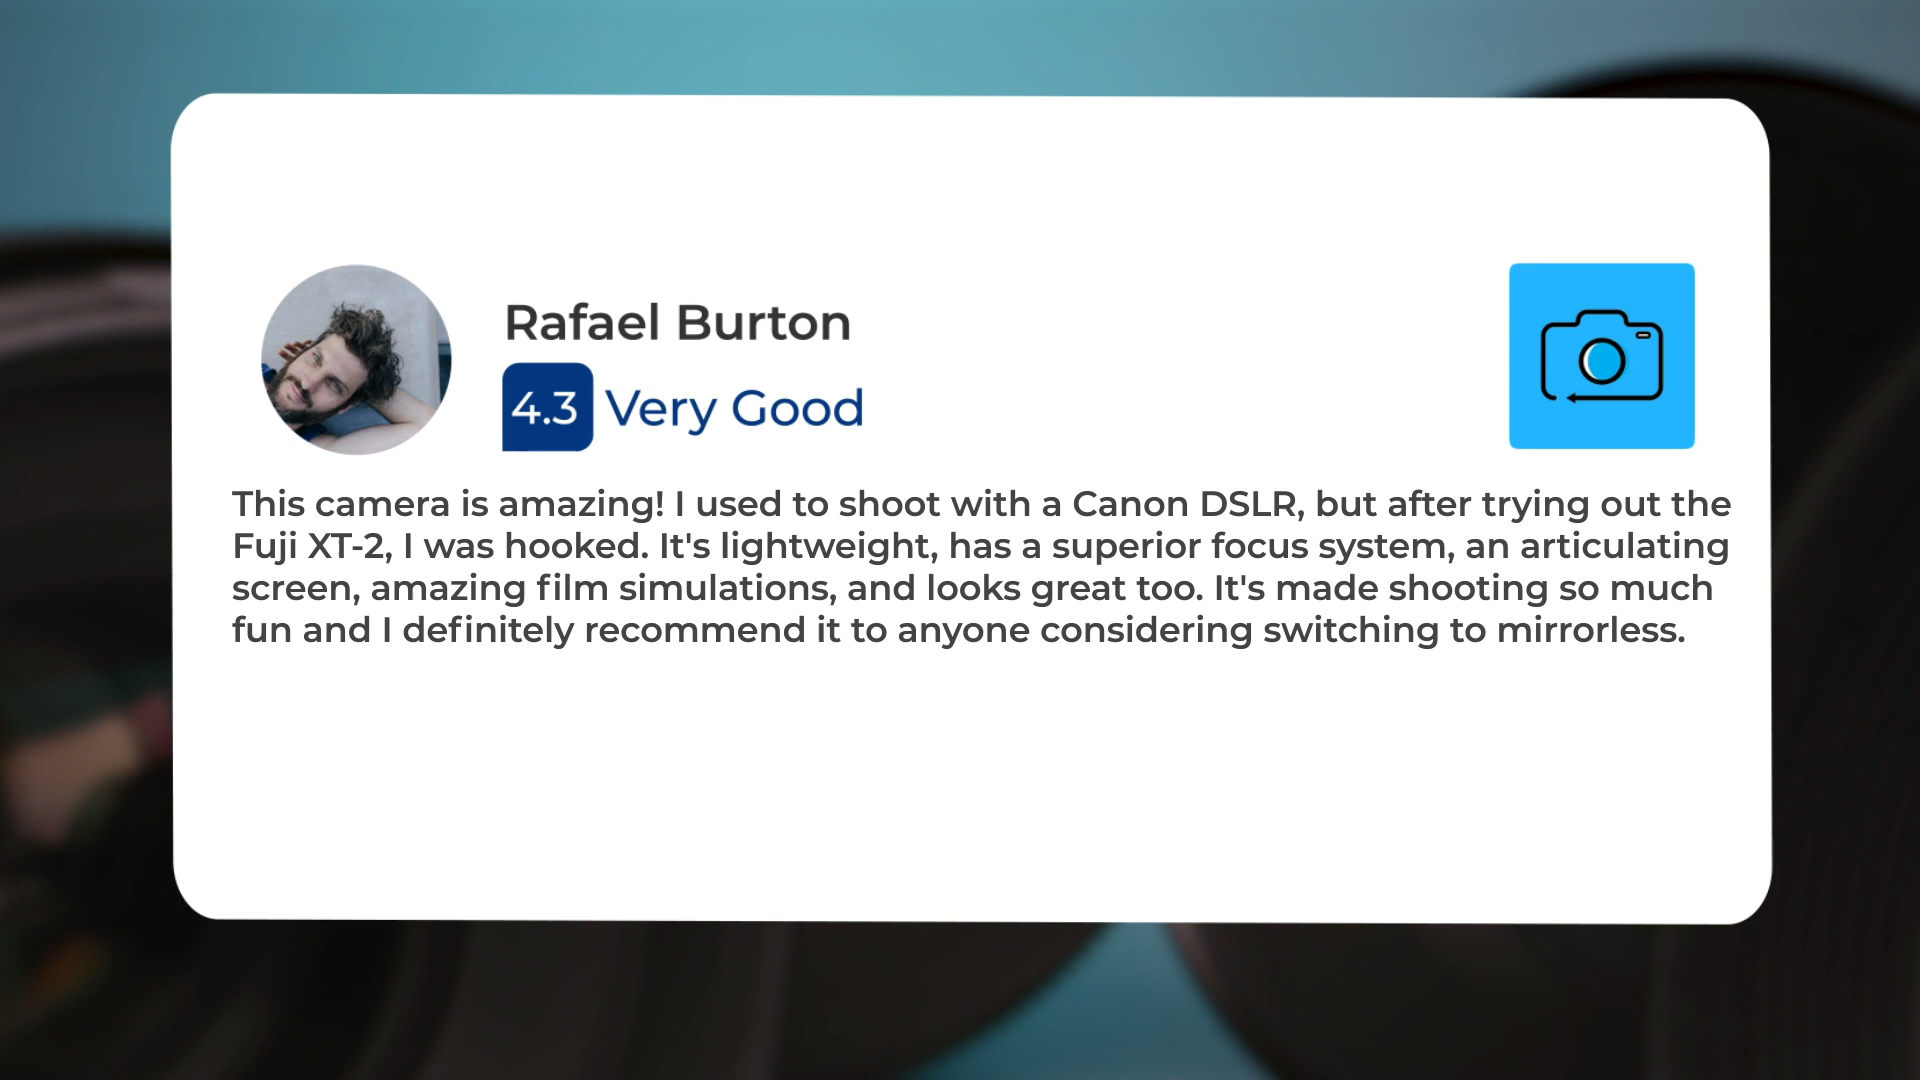 Rafael Burton
4.3 Very Good
This camera is amazing! I used to shoot with a Canon DSLR, but after trying out the
Fuji XT-2, I was hooked. It's lightweight, has a superior focus system, an articulating
screen, amazing film simulations, and looks great too. It's made shooting so much
fun and I definitely recommend it to anyone considering switching to mirrorless.